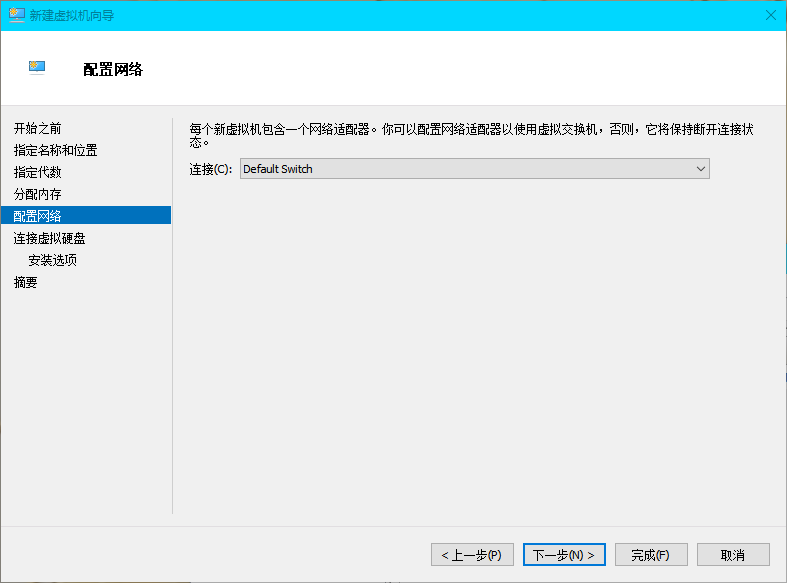 新建虚拟机向导
配置网络
开始之前
指定名称和位置
指定代数
分配内存
配置网络
连接虚拟硬盘
安装选项
摘要
每个新虚拟机包含一个网络适配器。你可以配置网络适配器以使用虚拟交换机，否则，它将保持断开连接状
态。
连接(C): Default Switch
< 上一步(P) 下一步(N) > 完成(F) 取消